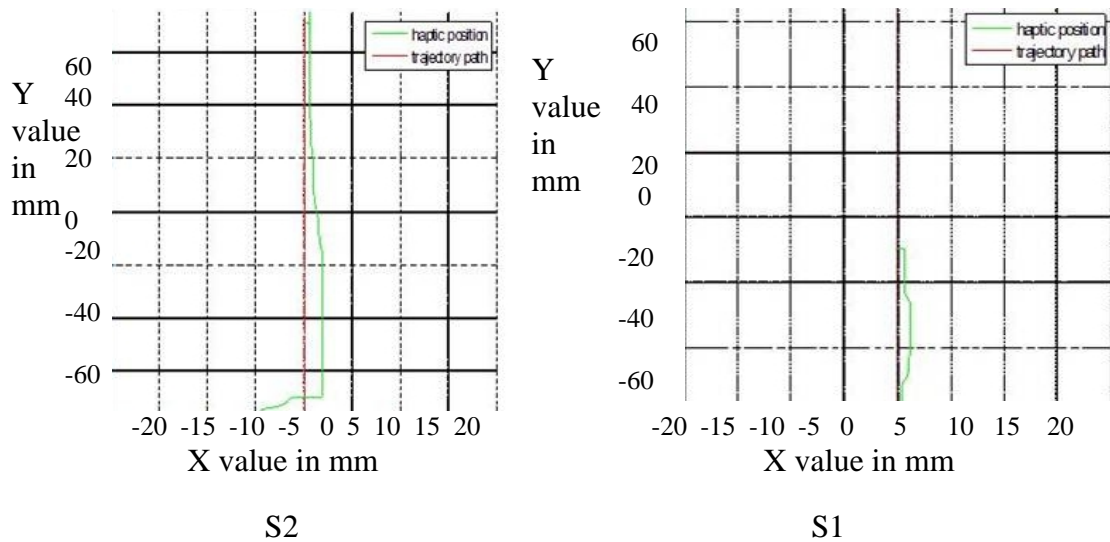 haptic position
trajectory path
Y
value
in
mm
60
40
20
0
-20
-40
-60
-20 -15 -10 -5 0 5 10 15 20
X value in mm
S2
haptic position
trajectory path
Y
value
in
mm
60
40
20
0
-20
-40
-60
-20 -15 -5 0 5 10 15 20
X value in mm
S1